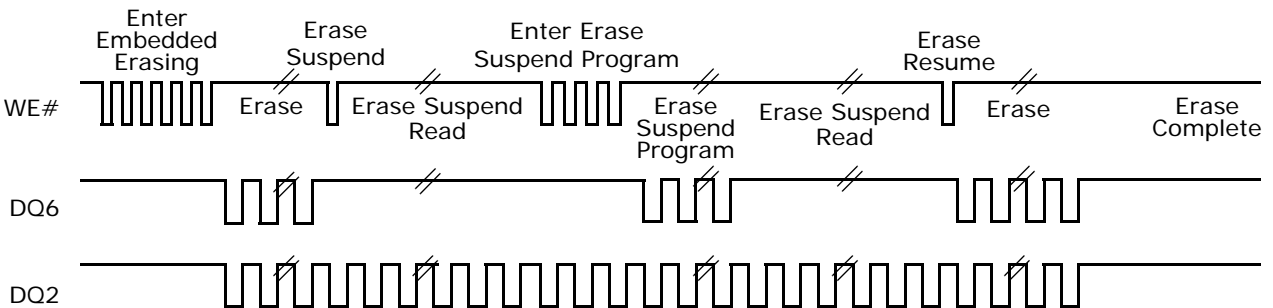 Enter
Embedded
Erasing
Erase
Suspend
Enter Erase
Suspend Program
Erase
Resume
WE#
Erase
Erase Suspend
Read
Erase
Suspend
Program
Erase Suspend
Read
Erase
Erase
Complete
DQ6
DQ2